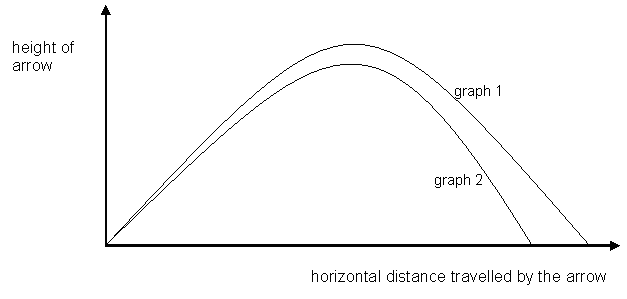 height of
arrow
graph 1
graph 2
horizontal distance travelled by the arrow